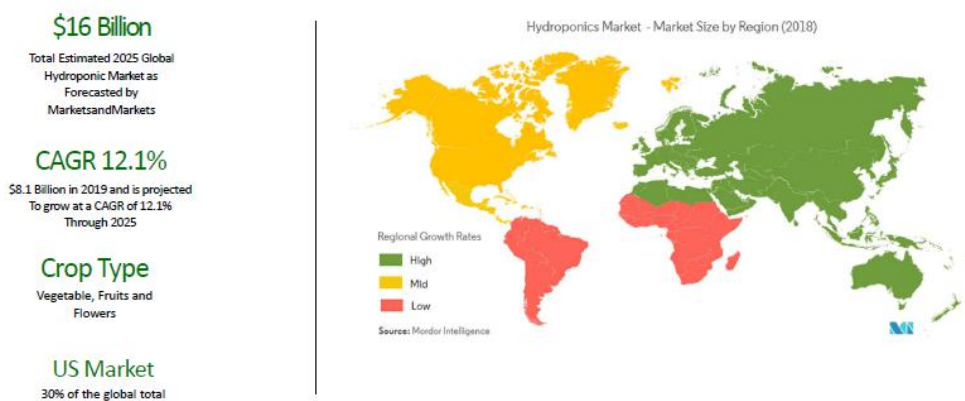 $16 Billion
Total Estimated 2025 Global
Hydroponic Market as
Forecasted by
MarketsandMarkets
CAGR 12.1%
$8.1 Billion in 2019 and is projected
To grow at a CAGR of 12.1%
Through 2025
Crop Type
Vegetable, Fruits and
Flowers
US Market
30% of the global total
Hydroponics Market - Market Size by Region (2018)
Regional Growth Rates
High
Mid
Low
Source: Mordor Intelligence